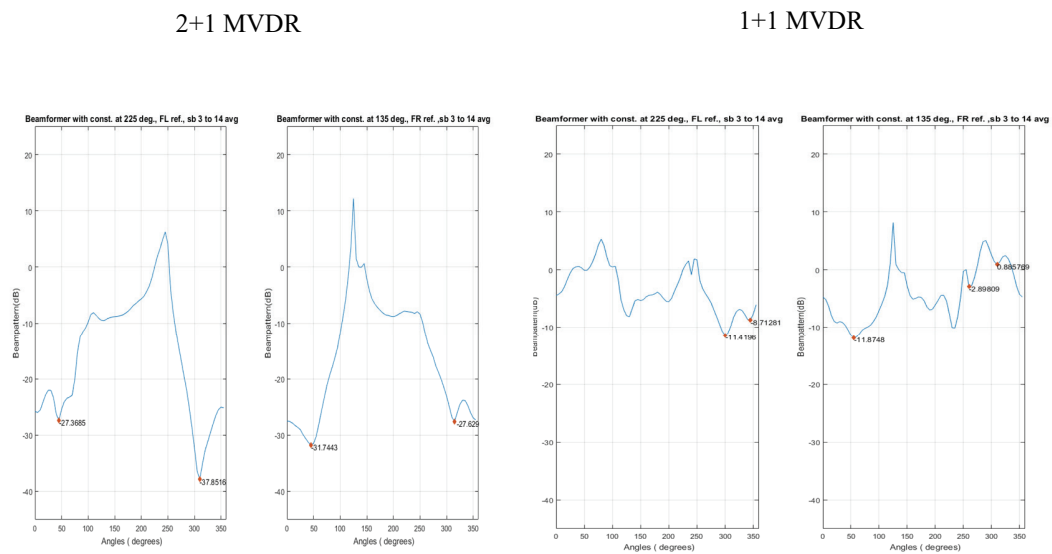 2+1 MVDR
1+1 MVDR
Beamformer with const. at 225 deg., FL ref., sb 3 to 14 avg
20
10
0
-10
-20
-30
-40
Beampattern(dB)
-27.3685
-37.8516
0 50 100 150 200 250 300 350
Angles ( degrees)
Beamformer with const. at 135 deg., FR ref. ,sb 3 to 14 avg
20
10
0
-10
-20
-30
-40
Beampattern(dB)
-31.7443
-27.629
0 50 100 150 200 250 300 350
Angles ( degrees)
Beamformer with const. at 225 deg., FL ref., sb 3 to 14 avg
20
10
0
-10
-20
-30
-40
Beampattern(dB)
-11.4196
-8.71281
0 50 100 150 200 250 300 350
Angles ( degrees)
Beamformer with const. at 135 deg., FR ref. ,sb 3 to 14 avg
20
10
0
-10
-20
-30
-40
Beampattern(dB)
-11.8748
-2.89809
0.885769
0 50 100 150 200 250 300 350
Angles ( degrees)